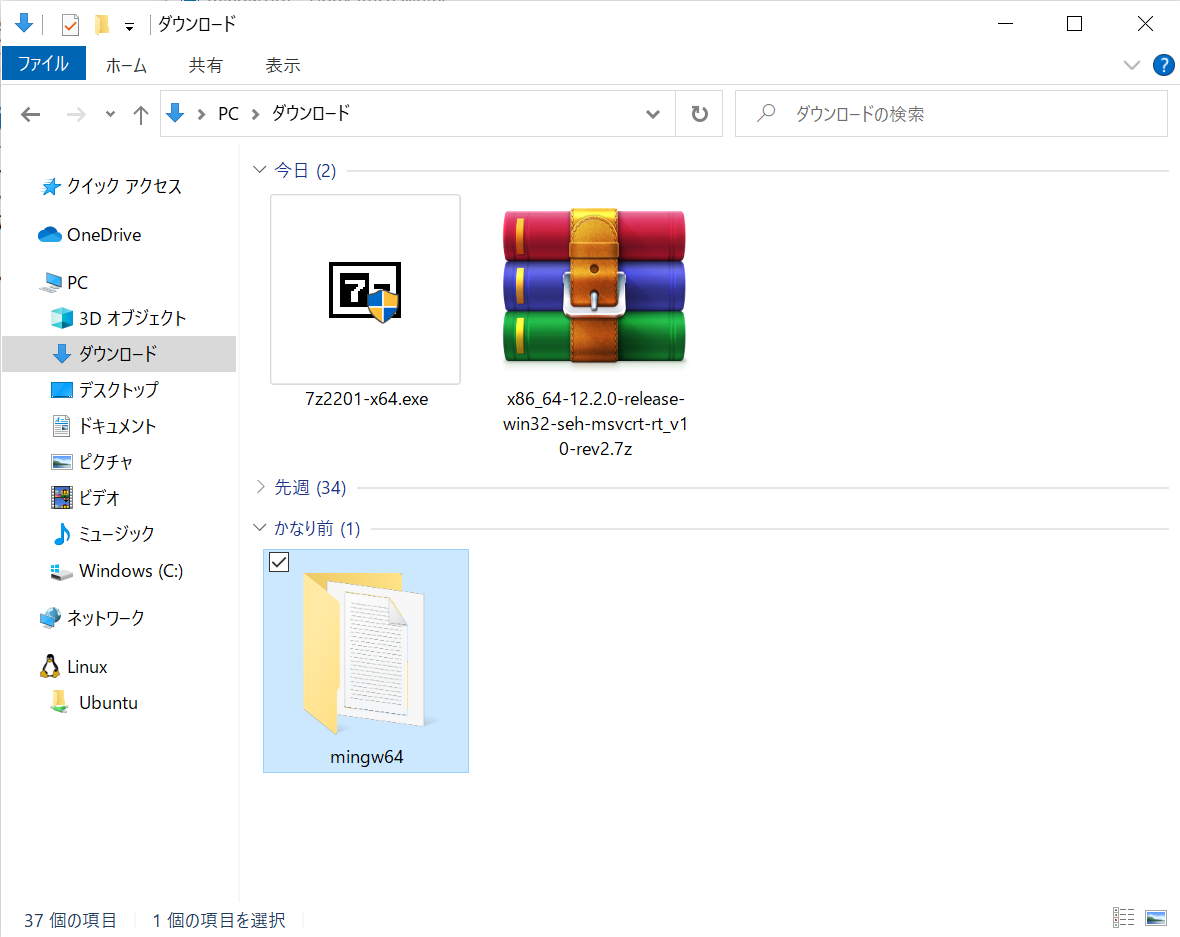 ダウンロード
ファイル ホーム 共有 表示
PC ダウンロード ダウンロードの検索
クイック アクセス
OneDrive
PC
3D オブジェクト
ダウンロード
デスクトップ
ドキュメント
ピクチャ
ビデオ
ミュージック
Windows (C:)
ネットワーク
Linux
Ubuntu
今日 (2)
7z2201-x64.exe
x86_64-12.2.0-release-
win32-seh-msvcrt-rt_v1
0-rev2.7z
先週 (34)
かなり前 (1)
mingw64
37 個の項目 1 個の項目を選択